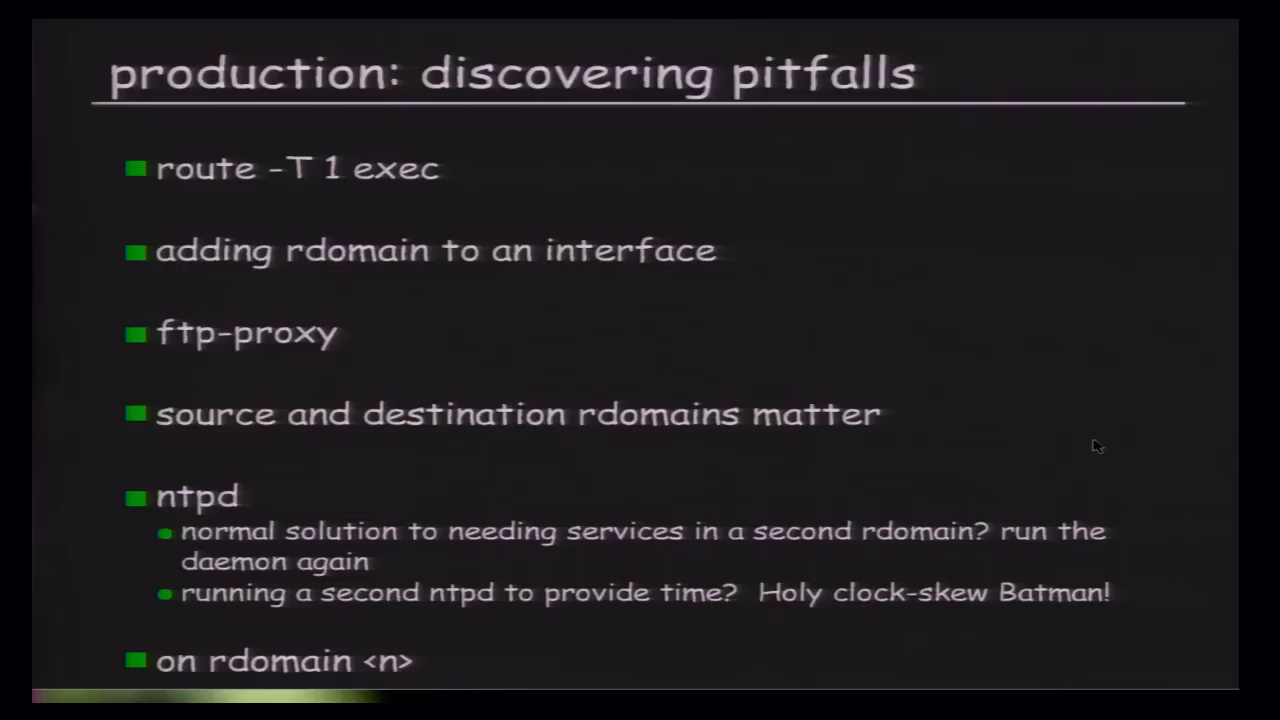 production: discovering pitfalls
route -T 1 exec
adding rdomain to an interface
ftp-proxy
source and destination rdomains matter
ntpd
normal solution to needing services in a second rdomain? run the
daemon again
running a second ntpd to provide time? Holy clock-skew Batman!
on rdomain <n>